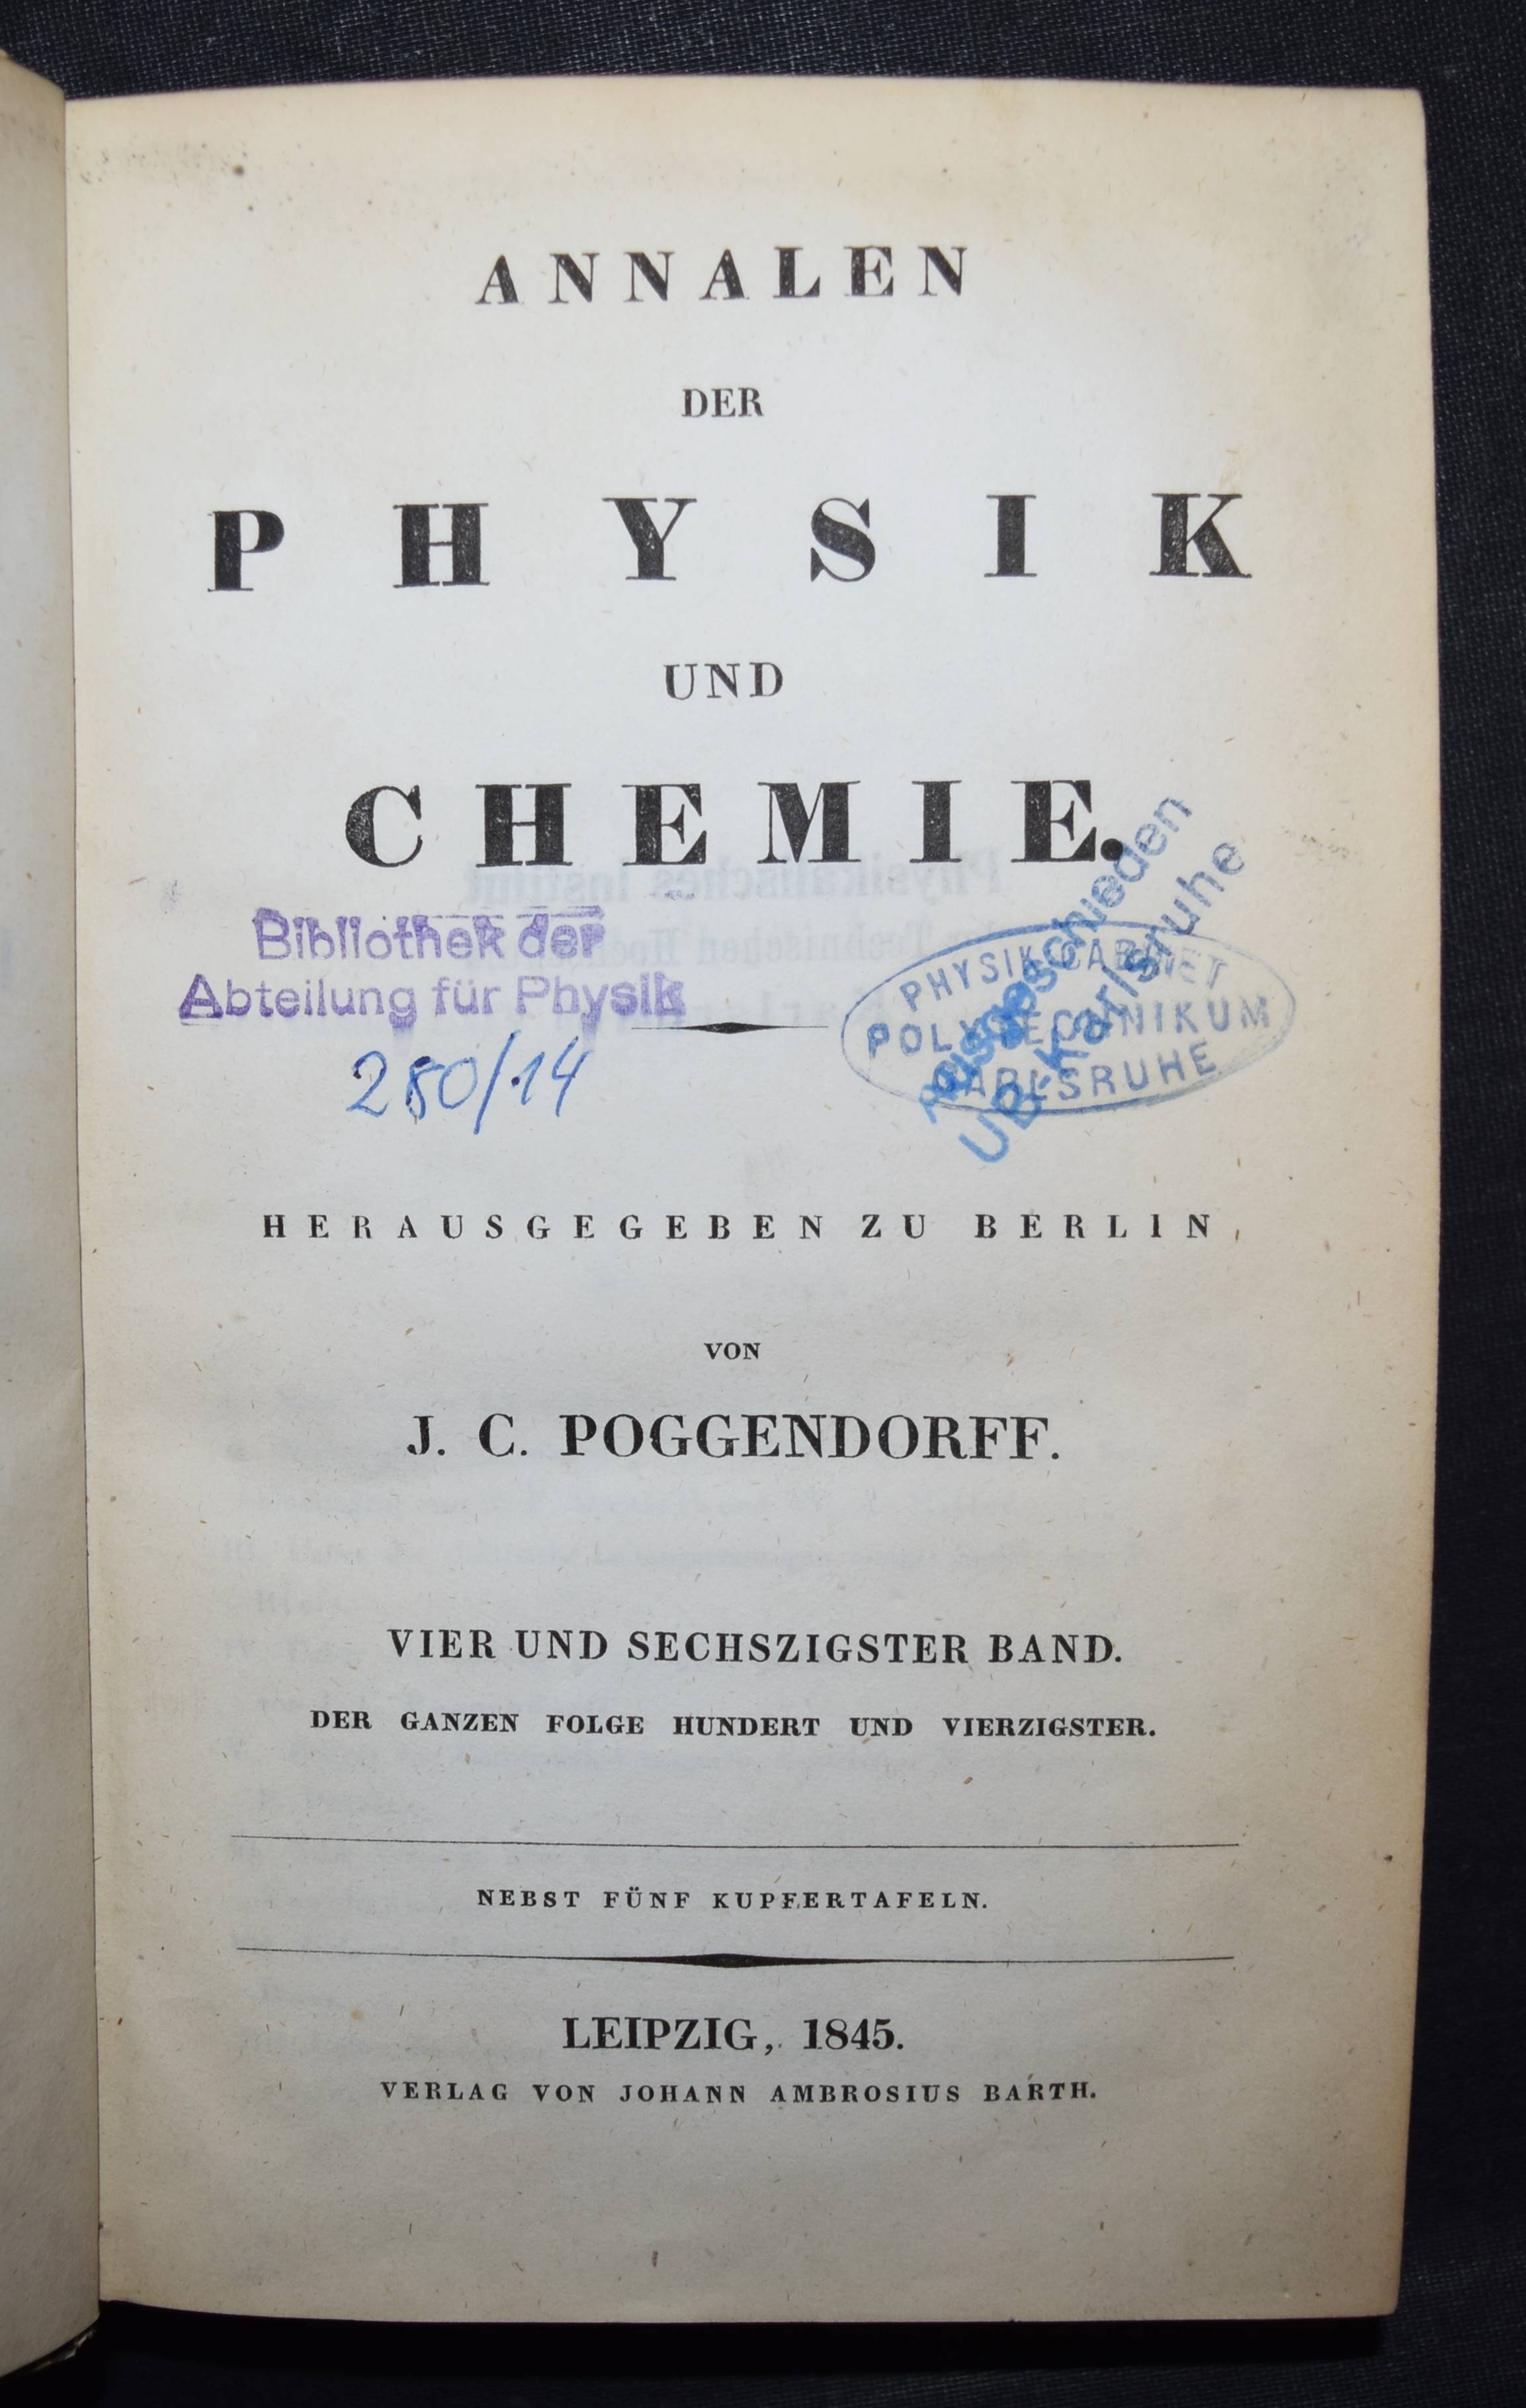 ANNALEN
DER
PHYSIK
UND
CHEMIE.
Bibliothek der
Abteilung für Physik
280/14
PHYSIK. CABINET
POLYTECHNIKUM
KARLSRUHE
Ausgeschieden
UB-Karlsruhe
HERAUSGEGEBEN ZU BERLIN
VON
J. C. POGGENDORFF.
VIER UND SECHSZIGSTER BAND.
DER GANZEN FOLGE HUNDERT UND VIERZIGSTER.
NEBST FÜNF KUPFERTAFELN.
LEIPZIG, 1845.
VERLAG VON JOHANN AMBROSIUS BARTH.